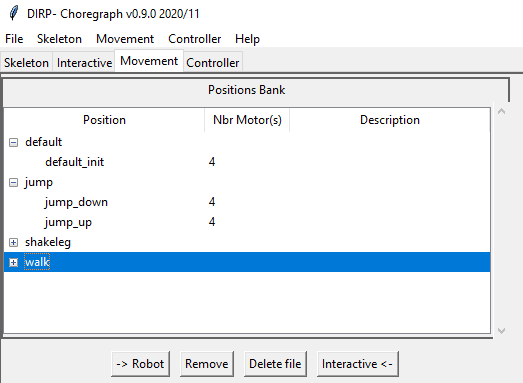 DIRP- Choregraph v0.9.0 2020/11
File Skeleton Movement Controller Help
Skeleton Interactive Movement Controller
Positions Bank
Position Nbr Motor(s) Description
default
default_init 4
jump
jump_down 4
jump_up 4
shakeleg
walk
-> Robot Remove Delete file Interactive <-